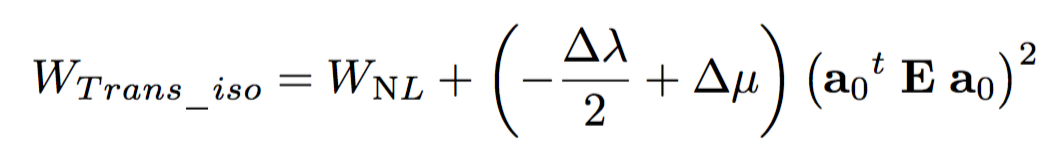 $W_{Trans\_iso} = W_{\mathrm{N}L} + \left(-\frac{\Delta\lambda}{2} + \Delta\mu\right)\left(\mathbf{a}_0{}^t\,\mathbf{E}\,\mathbf{a}_0\right)^2$